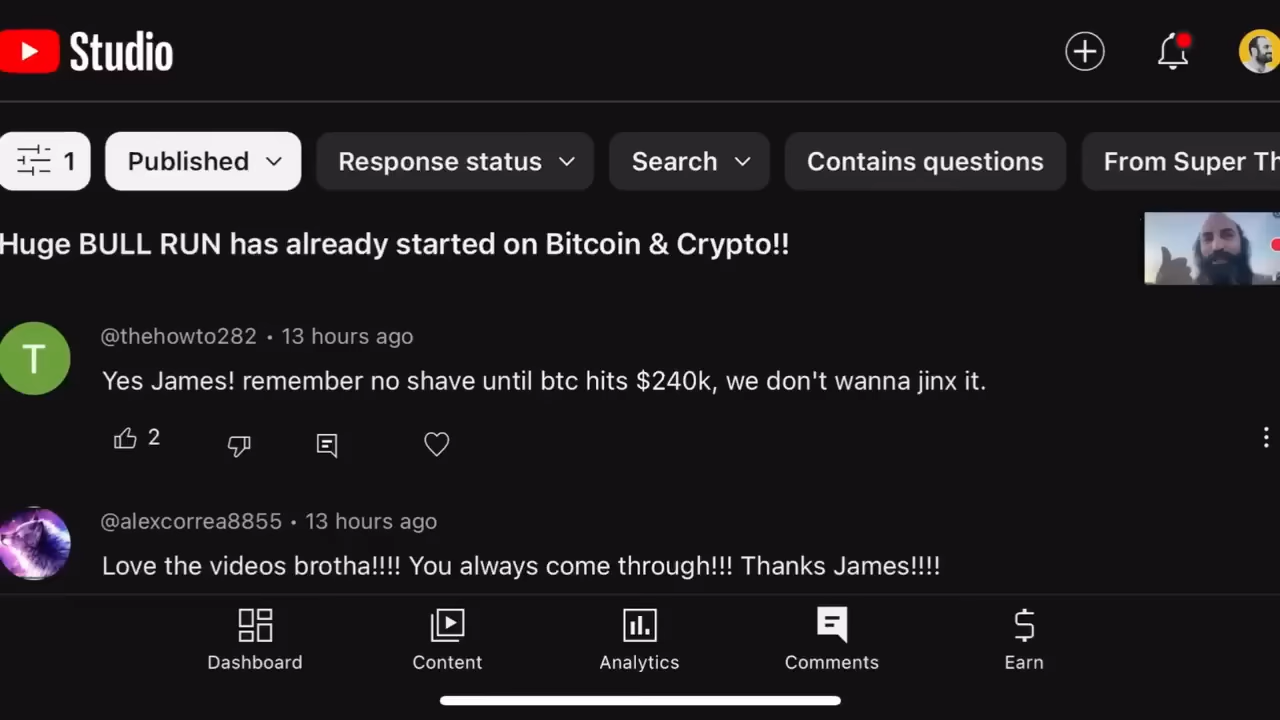 Studio
1
Published
Response status
Search
Contains questions
From Super Th
Huge BULL RUN has already started on Bitcoin & Crypto!!
T
@thehowto282 • 13 hours ago
Yes James! remember no shave until btc hits $240k, we don't wanna jinx it.
2
@alexcorrea8855 • 13 hours ago
Love the videos brotha!!!! You always come through!!! Thanks James!!!!
Dashboard
Content
Analytics
Comments
Earn